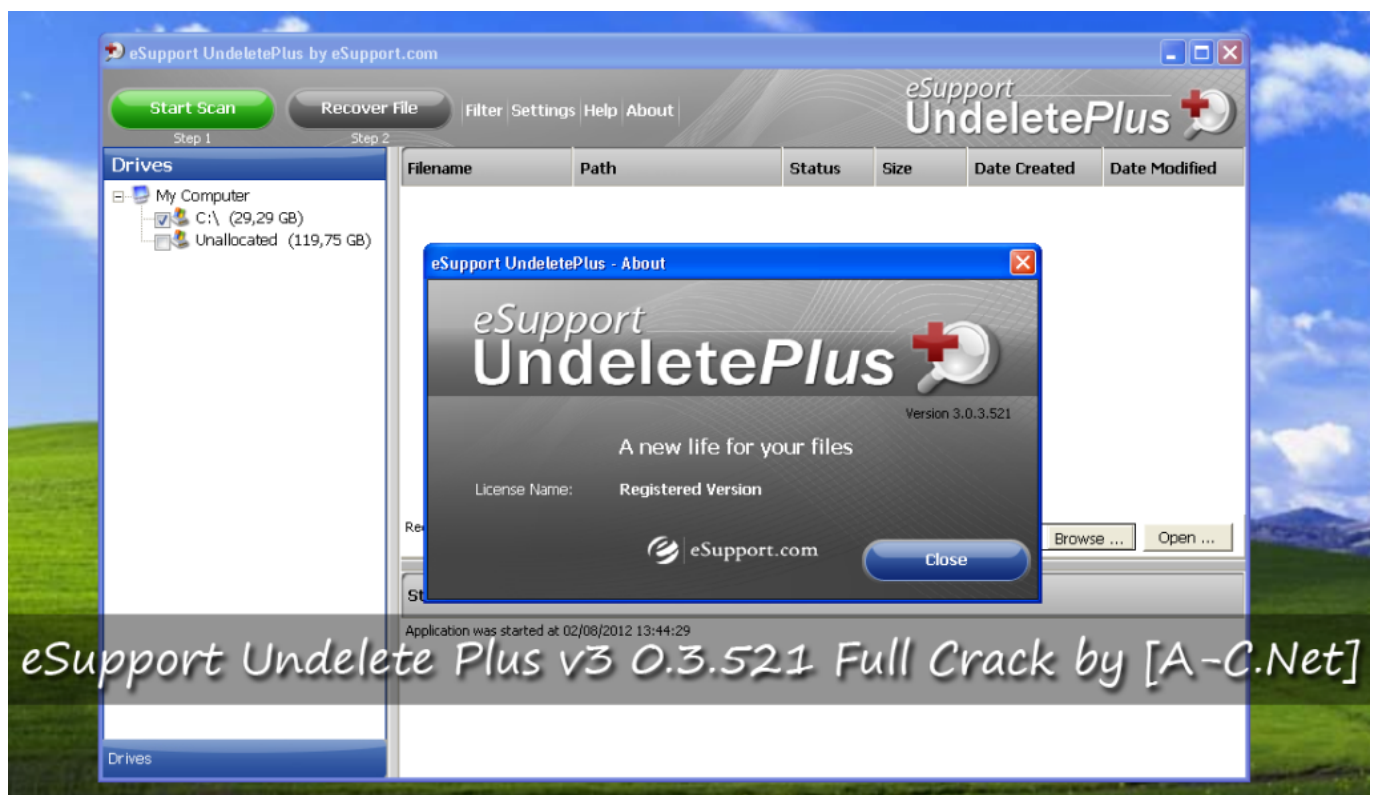 eSupport UndeletePlus by eSupport.com
Start Scan
Recover File
Filter Settings Help About
eSupport
UndeletePlus
Step 1
Step 2
Drives
Filename Path Status Size Date Created Date Modified
My Computer
C:\ (29,29 GB)
Unallocated (119,75 GB)
eSupport UndeletePlus - About
eSupport
UndeletePlus
Version 3.0.3.521
A new life for your files
License Name: Registered Version
eSupport.com
Close
Browse ...
Open ...
Application was started at 02/08/2012 13:44:29
eSupport Undelete Plus v3 0.3.521 Full Crack by [A-C.Net]
Drives